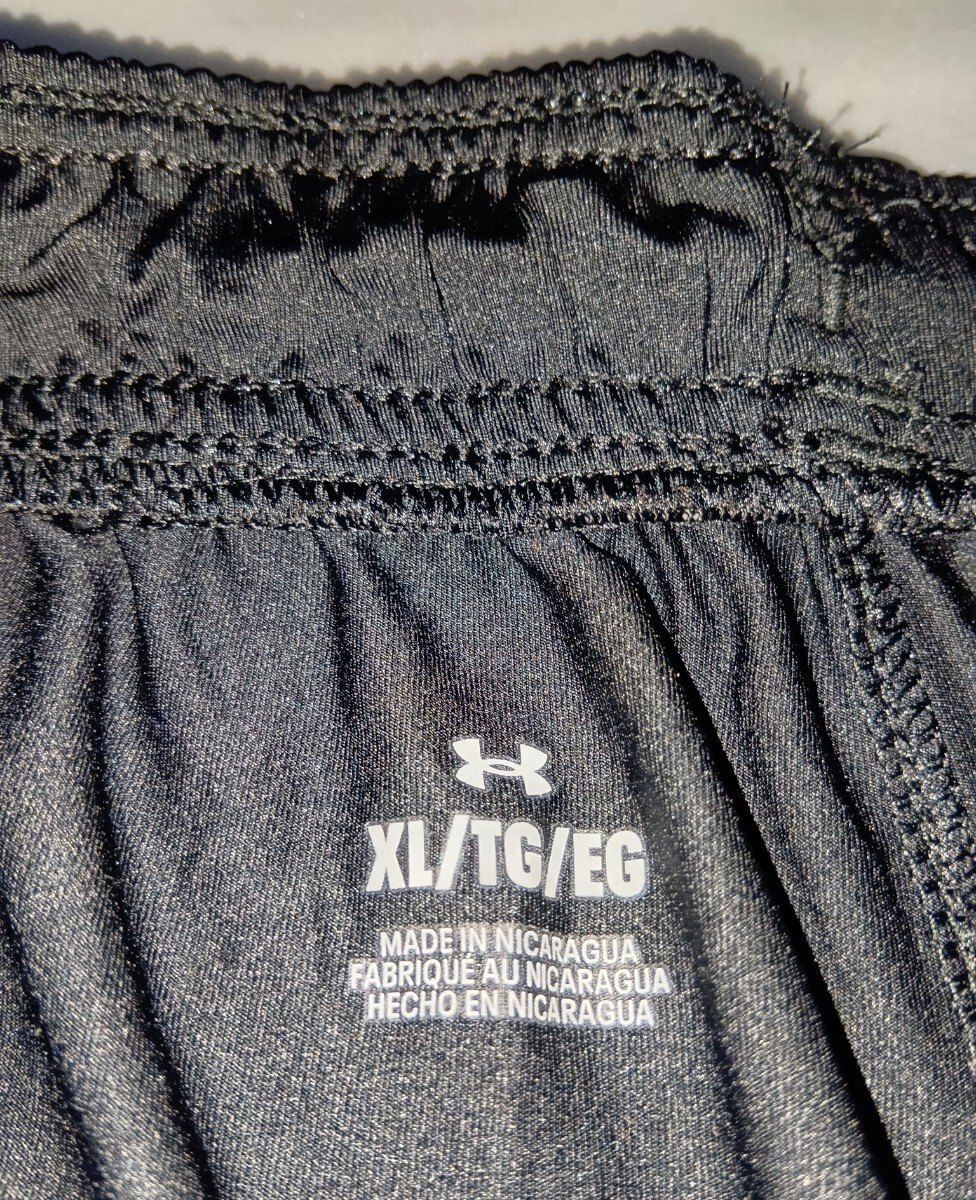 XL/TG/EG
MADE IN NICARAGUA
FABRIQUÉ AU NICARAGUA
HECHO EN NICARAGUA